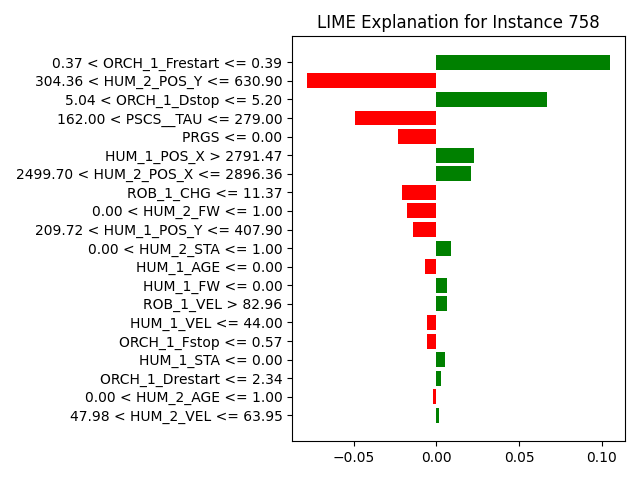 LIME Explanation for Instance 758
0.37 < ORCH_1_Frestart <= 0.39
304.36 < HUM_2_POS_Y <= 630.90
5.04 < ORCH_1_Dstop <= 5.20
162.00 < PSCS__TAU <= 279.00
PRGS <= 0.00
HUM_1_POS_X > 2791.47
2499.70 < HUM_2_POS_X <= 2896.36
ROB_1_CHG <= 11.37
0.00 < HUM_2_FW <= 1.00
209.72 < HUM_1_POS_Y <= 407.90
0.00 < HUM_2_STA <= 1.00
HUM_1_AGE <= 0.00
HUM_1_FW <= 0.00
ROB_1_VEL > 82.96
HUM_1_VEL <= 44.00
ORCH_1_Fstop <= 0.57
HUM_1_STA <= 0.00
ORCH_1_Drestart <= 2.34
0.00 < HUM_2_AGE <= 1.00
47.98 < HUM_2_VEL <= 63.95
−0.05 0.00 0.05 0.10